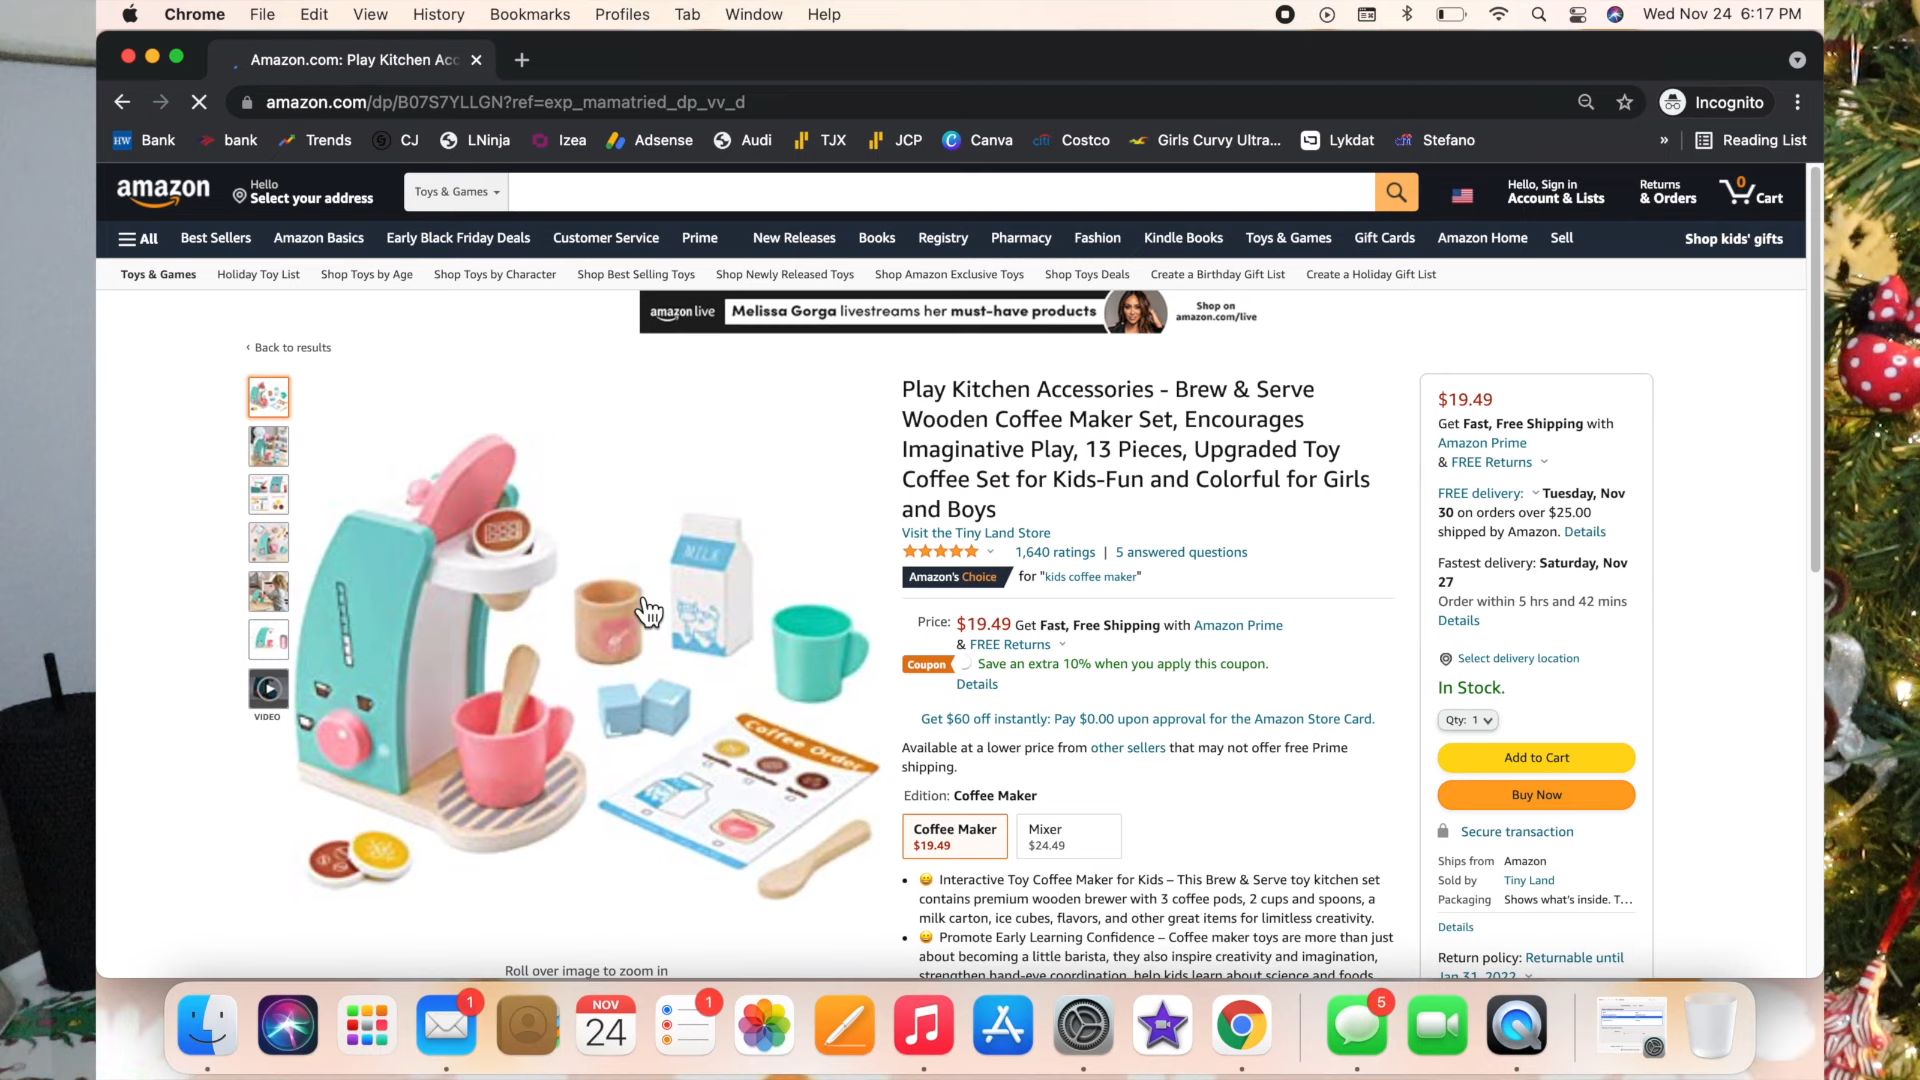 Chrome File Edit View History Bookmarks Profiles Tab Window Help Wed Nov 24 6:17 PM
Amazon.com: Play Kitchen Acc
amazon.com/dp/B07S7YLLGN?ref=exp_mamatried_dp_vv_d Incognito
HW Bank bank Trends CJ LNinja Izea Adsense Audi TJX JCP Canva citi Costco Girls Curvy Ultra... Lykdat citi Stefano » Reading List
amazon Hello Select your address Toys & Games Hello, Sign in Account & Lists Returns & Orders 0 Cart
All Best Sellers Amazon Basics Early Black Friday Deals Customer Service Prime New Releases Books Registry Pharmacy Fashion Kindle Books Toys & Games Gift Cards Amazon Home Sell Shop kids' gifts
Toys & Games Holiday Toy List Shop Toys by Age Shop Toys by Character Shop Best Selling Toys Shop Newly Released Toys Shop Amazon Exclusive Toys Shop Toys Deals Create a Birthday Gift List Create a Holiday Gift List
amazon live Melissa Gorga livestreams her must-have products Shop on amazon.com/live
‹ Back to results
VIDEO
MILK
Coffee Order
Roll over image to zoom in
Play Kitchen Accessories - Brew & Serve
Wooden Coffee Maker Set, Encourages
Imaginative Play, 13 Pieces, Upgraded Toy
Coffee Set for Kids-Fun and Colorful for Girls
and Boys
Visit the Tiny Land Store
1,640 ratings | 5 answered questions
Amazon's Choice for "kids coffee maker"
Price: $19.49 Get Fast, Free Shipping with Amazon Prime
& FREE Returns
Coupon Save an extra 10% when you apply this coupon.
Details
Get $60 off instantly: Pay $0.00 upon approval for the Amazon Store Card.
Available at a lower price from other sellers that may not offer free Prime
shipping.
Edition: Coffee Maker
Coffee Maker Mixer
$19.49 $24.49
• 😀 Interactive Toy Coffee Maker for Kids – This Brew & Serve toy kitchen set
contains premium wooden brewer with 3 coffee pods, 2 cups and spoons, a
milk carton, ice cubes, flavors, and other great items for limitless creativity.
• 😀 Promote Early Learning Confidence – Coffee maker toys are more than just
about becoming a little barista, they also inspire creativity and imagination,
strengthen hand-eye coordination, help kids learn about science and foods
$19.49
Get Fast, Free Shipping with
Amazon Prime
& FREE Returns
FREE delivery: Tuesday, Nov
30 on orders over $25.00
shipped by Amazon. Details
Fastest delivery: Saturday, Nov
27
Order within 5 hrs and 42 mins
Details
Select delivery location
In Stock.
Qty: 1
Add to Cart
Buy Now
Secure transaction
Ships from Amazon
Sold by Tiny Land
Packaging Shows what's inside. T...
Details
Return policy: Returnable until
Jan 31, 2022
1 NOV 24 1 5